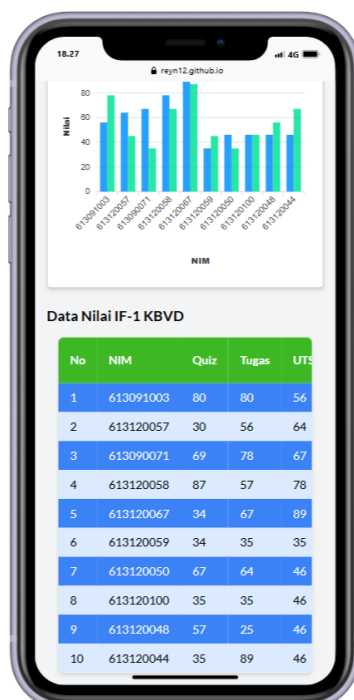 18.27 4G
reyn12.github.io
80
60
40
20
0
Nilai
613091003 613120057 613090071 613120058 613120067 613120059 613120050 613120100 613120048 613120044
NIM
Data Nilai IF-1 KBVD
No NIM Quiz Tugas UTS
1 613091003 80 80 56
2 613120057 30 56 64
3 613090071 69 78 67
4 613120058 87 57 78
5 613120067 34 67 89
6 613120059 34 35 35
7 613120050 67 64 46
8 613120100 35 35 46
9 613120048 57 25 46
10 613120044 35 89 46